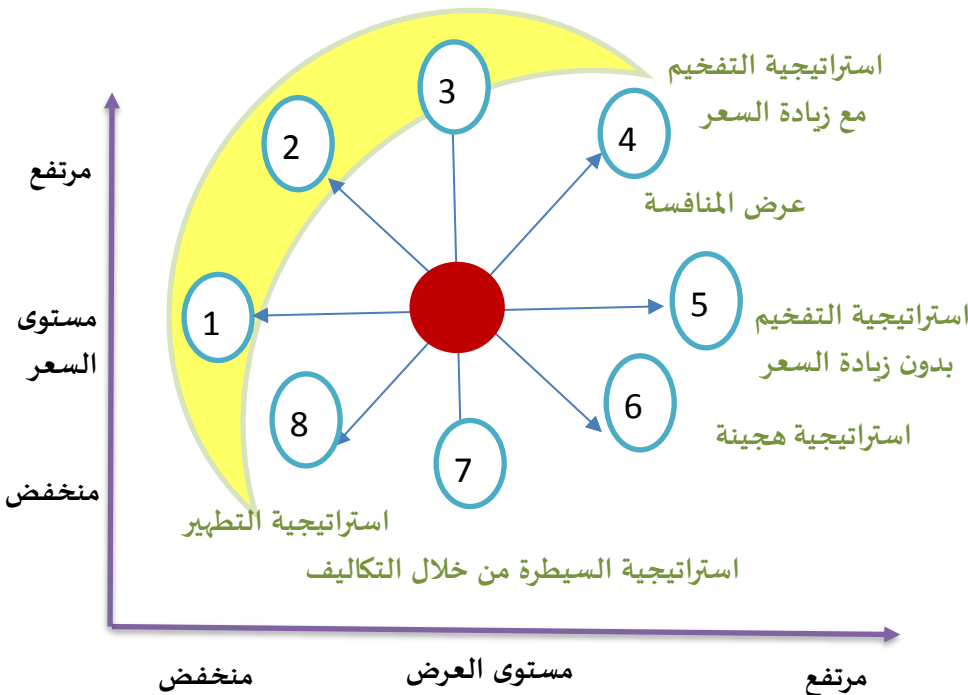 استراتيجية التفخيم
مع زيادة السعر
3
4
2
مرتفع
عرض المنافسة
5
1
مستوى
السعر
استراتيجية التفخيم
بدون زيادة السعر
6
8
استراتيجية هجينة
7
منخفض
استراتيجية التطهير
استراتيجية السيطرة من خلال التكاليف
مرتفع
مستوى العرض
منخفض